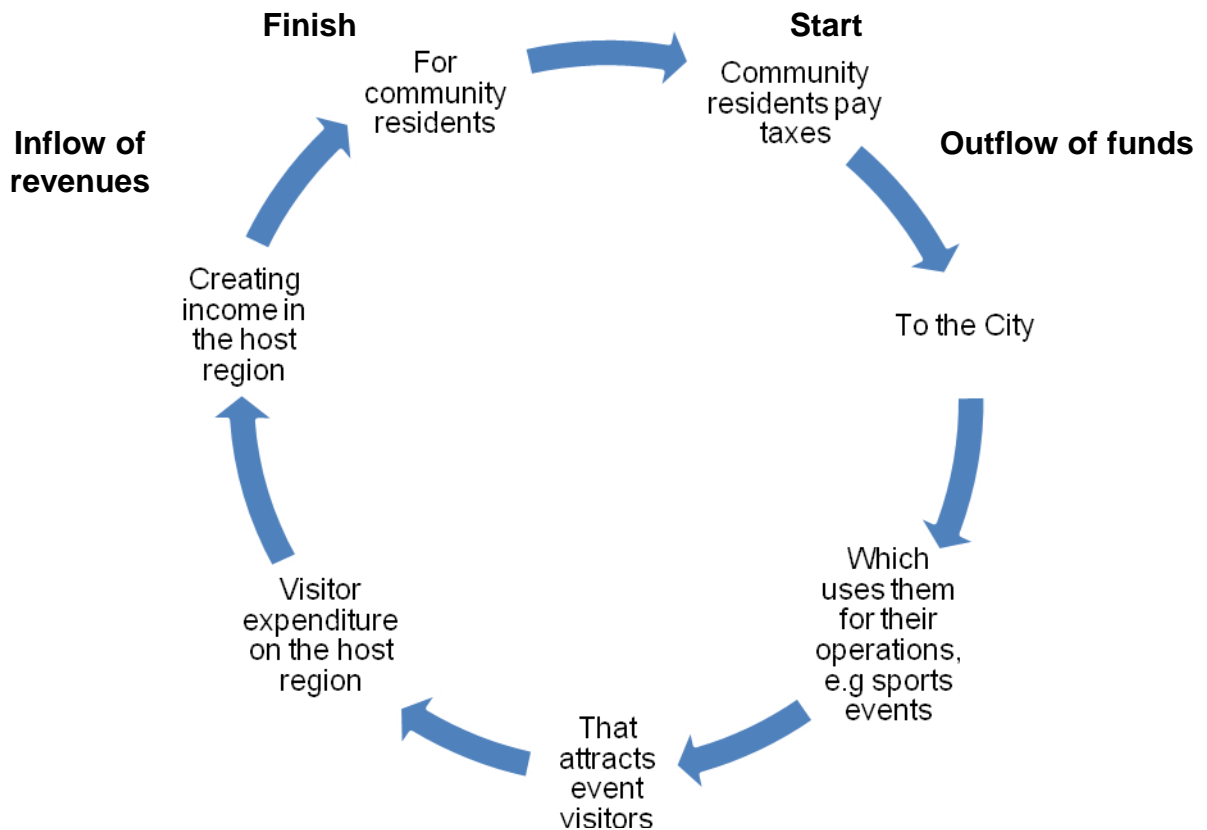 Finish
Start
For
community
residents
Community
residents pay
taxes
Inflow of
revenues
Outflow of funds
Creating
income in
the host
region
To the City
Visitor
expenditure
on the host
region
Which
uses them
for their
operations,
e.g sports
events
That
attracts
event
visitors